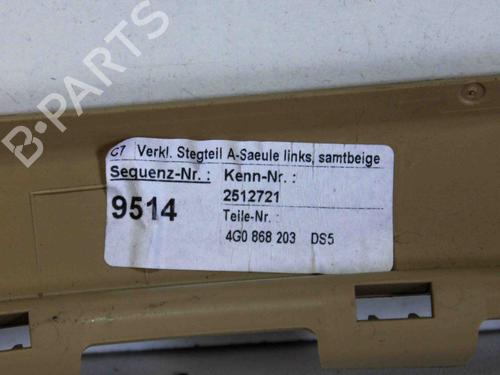 C7 Verkl. Stegteil A-Saeule links, samtbeige
Sequenz-Nr. : Kenn-Nr. :
9514 2512721
Teile-Nr.:
4G0 868 203 DS5
B-PARTS